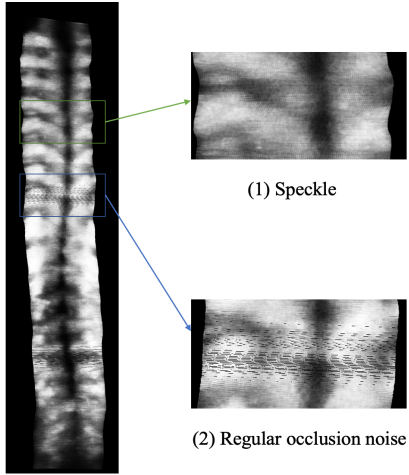 (1) Speckle
(2) Regular occlusion noise